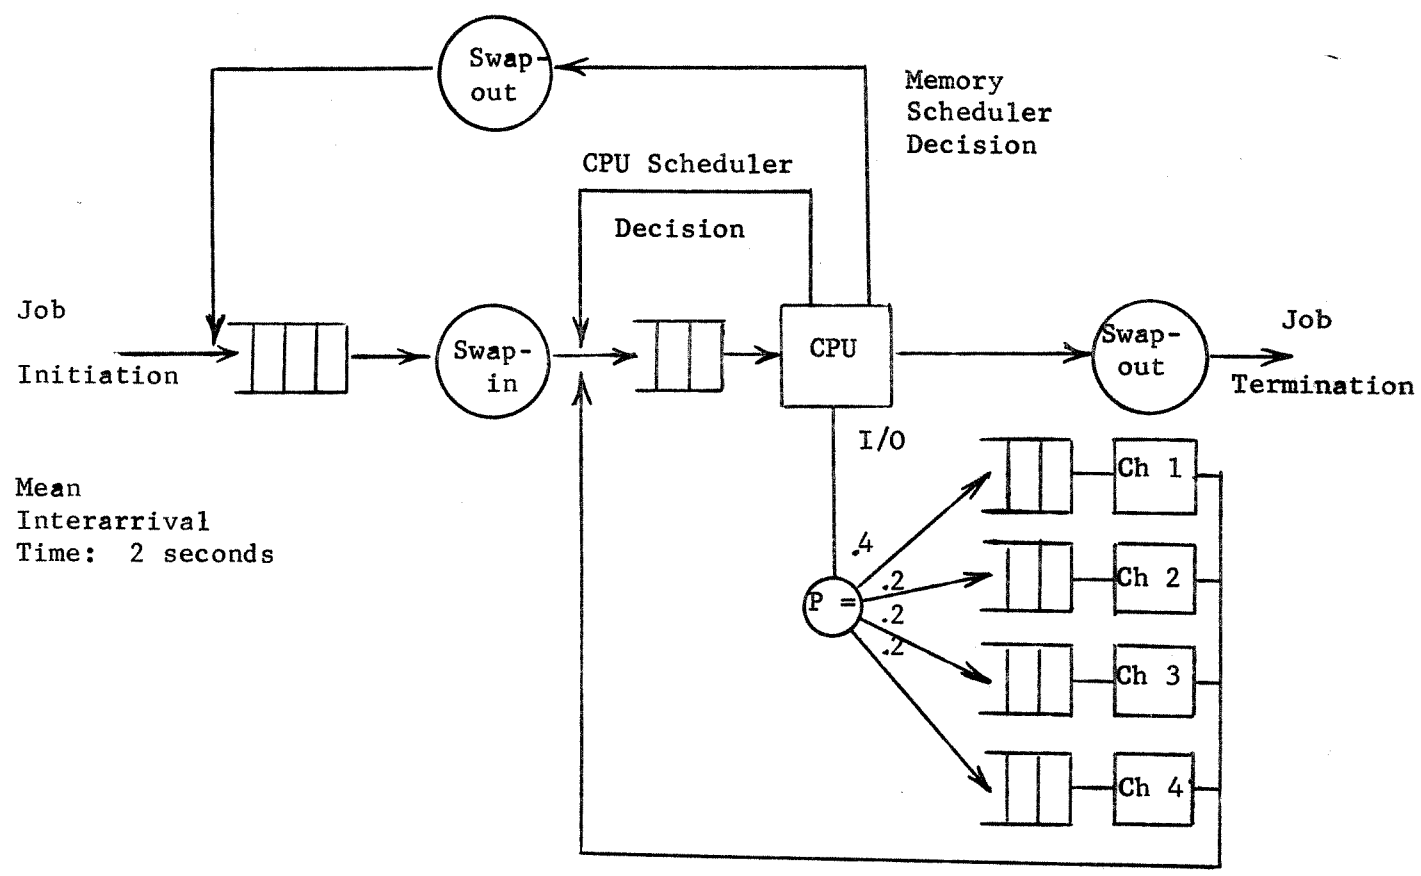 Swap-
out
Memory
Scheduler
Decision
CPU Scheduler
Decision
Job
Initiation
Swap-
in
CPU
Swap-
out
Job
Termination
Mean
Interarrival
Time: 2 seconds
I/O
P =
.4
.2
.2
.2
Ch 1
Ch 2
Ch 3
Ch 4